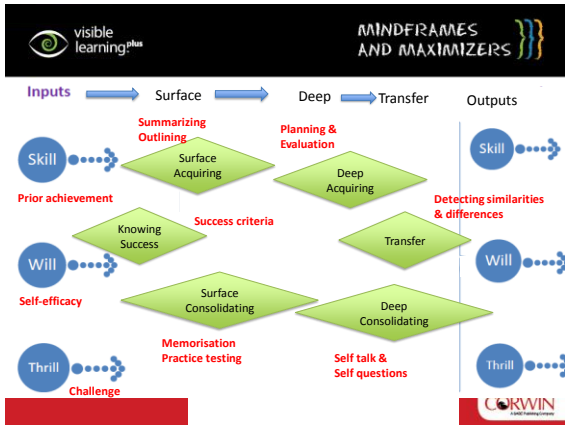 visible
learning.plus
MINDFRAMES
AND MAXIMIZERS
Inputs
Surface
Deep
Transfer
Outputs
Summarizing
Outlining
Planning &
Evaluation
Skill
Surface
Acquiring
Deep
Acquiring
Skill
Prior achievement
Detecting similarities
& differences
Knowing
Success
Success criteria
Transfer
Will
Will
Self-efficacy
Surface
Consolidating
Deep
Consolidating
Memorisation
Practice testing
Self talk &
Self questions
Thrill
Thrill
Challenge
CORWIN
A SAGE Publishing Company